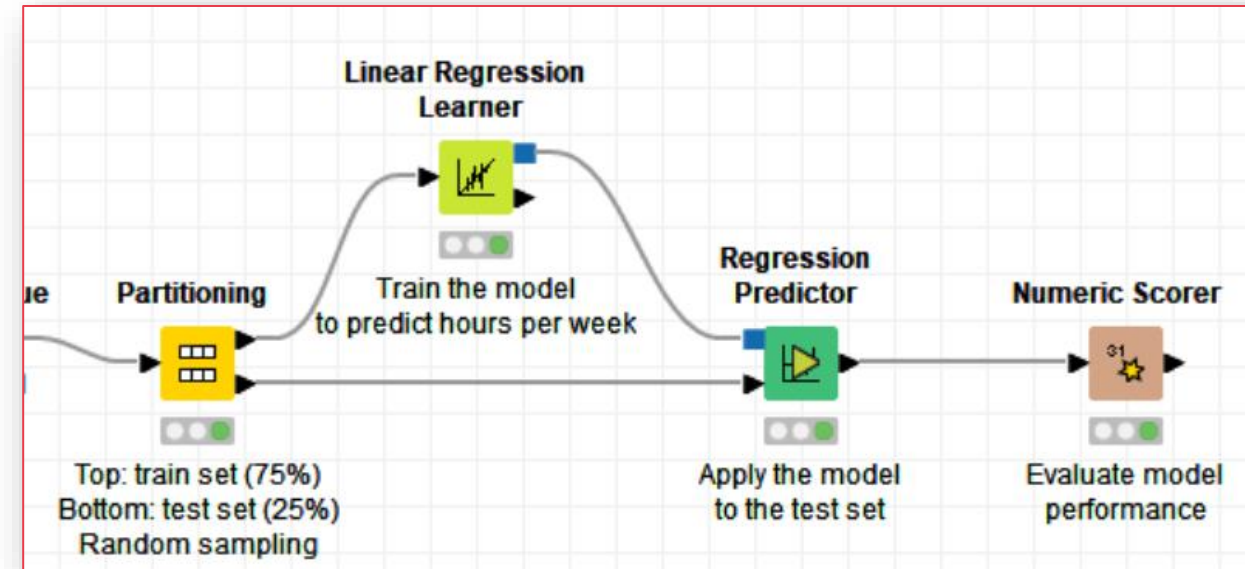 Linear Regression
Learner
Train the model
to predict hours per week
ue
Partitioning
Top: train set (75%)
Bottom: test set (25%)
Random sampling
Regression
Predictor
Apply the model
to the test set
Numeric Scorer
31
Evaluate model
performance